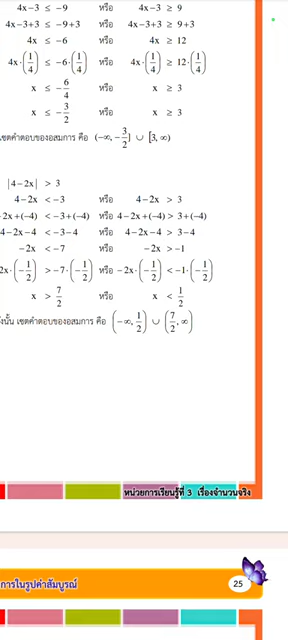 4x−3 ≤ −9 หรือ 4x−3 ≥ 9
4x−3+3 ≤ −9+3 หรือ 4x−3+3 ≥ 9+3
4x ≤ −6 หรือ 4x ≥ 12
4x·(1/4) ≤ −6·(1/4) หรือ 4x·(1/4) ≥ 12·(1/4)
x ≤ −6/4 หรือ x ≥ 3
x ≤ −3/2 หรือ x ≥ 3
เซตคำตอบของอสมการ คือ (−∞, −3/2] ∪ [3, ∞)
|4−2x| > 3
4−2x < −3 หรือ 4−2x > 3
−2x+(−4) < −3+(−4) หรือ 4−2x+(−4) > 3+(−4)
4−2x−4 < −3−4 หรือ 4−2x−4 > 3−4
−2x < −7 หรือ −2x > −1
2x·(−1/2) > −7·(−1/2) หรือ −2x·(−1/2) < −1·(−1/2)
x > 7/2 หรือ x < 1/2
ังนั้น เซตคำตอบของอสมการ คือ (−∞, 1/2) ∪ (7/2, ∞)
หน่วยการเรียนรู้ที่ 3 เรื่องจำนวนจริง
การในรูปค่าสัมบูรณ์ 25